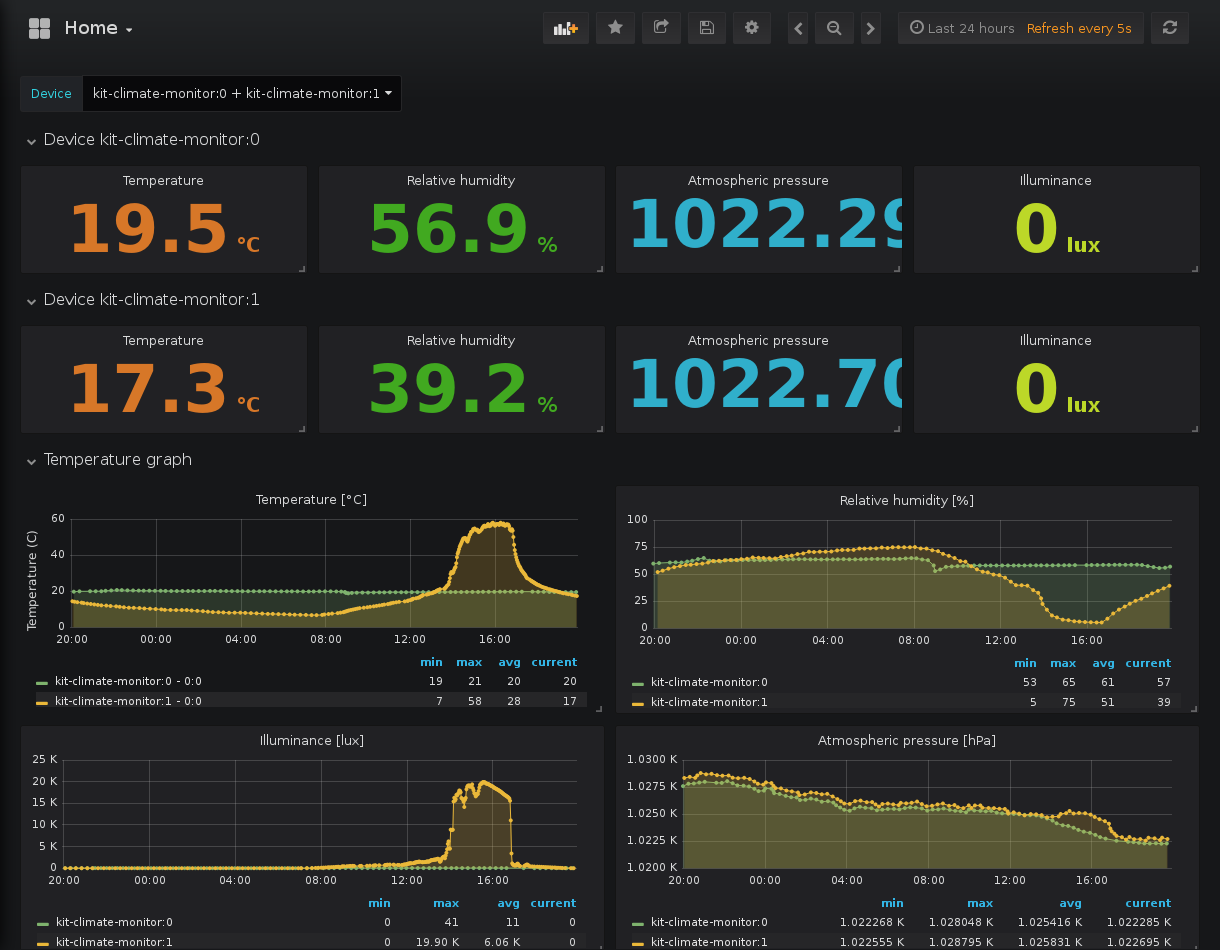 Home
Last 24 hours Refresh every 5s
Device kit-climate-monitor:0 + kit-climate-monitor:1
Device kit-climate-monitor:0
Temperature Relative humidity Atmospheric pressure Illuminance
19.5 °C 56.9 % 1022.29 0 lux
Device kit-climate-monitor:1
Temperature Relative humidity Atmospheric pressure Illuminance
17.3 °C 39.2 % 1022.70 0 lux
Temperature graph
Temperature [°C]
Temperature (C)
60
40
20
0
20:00 00:00 04:00 08:00 12:00 16:00
min max avg current
kit-climate-monitor:0 - 0:0 19 21 20 20
kit-climate-monitor:1 - 0:0 7 58 28 17
Relative humidity [%]
100
75
50
25
0
20:00 00:00 04:00 08:00 12:00 16:00
min max avg current
kit-climate-monitor:0 53 65 61 57
kit-climate-monitor:1 5 75 51 39
Illuminance [lux]
25 K
20 K
15 K
10 K
5 K
0
20:00 00:00 04:00 08:00 12:00 16:00
min max avg current
kit-climate-monitor:0 0 41 11 0
kit-climate-monitor:1 0 19.90 K 6.06 K 0
Atmospheric pressure [hPa]
1.0300 K
1.0275 K
1.0250 K
1.0225 K
1.0200 K
20:00 00:00 04:00 08:00 12:00 16:00
min max avg current
kit-climate-monitor:0 1.022268 K 1.028048 K 1.025416 K 1.022285 K
kit-climate-monitor:1 1.022555 K 1.028795 K 1.025831 K 1.022695 K